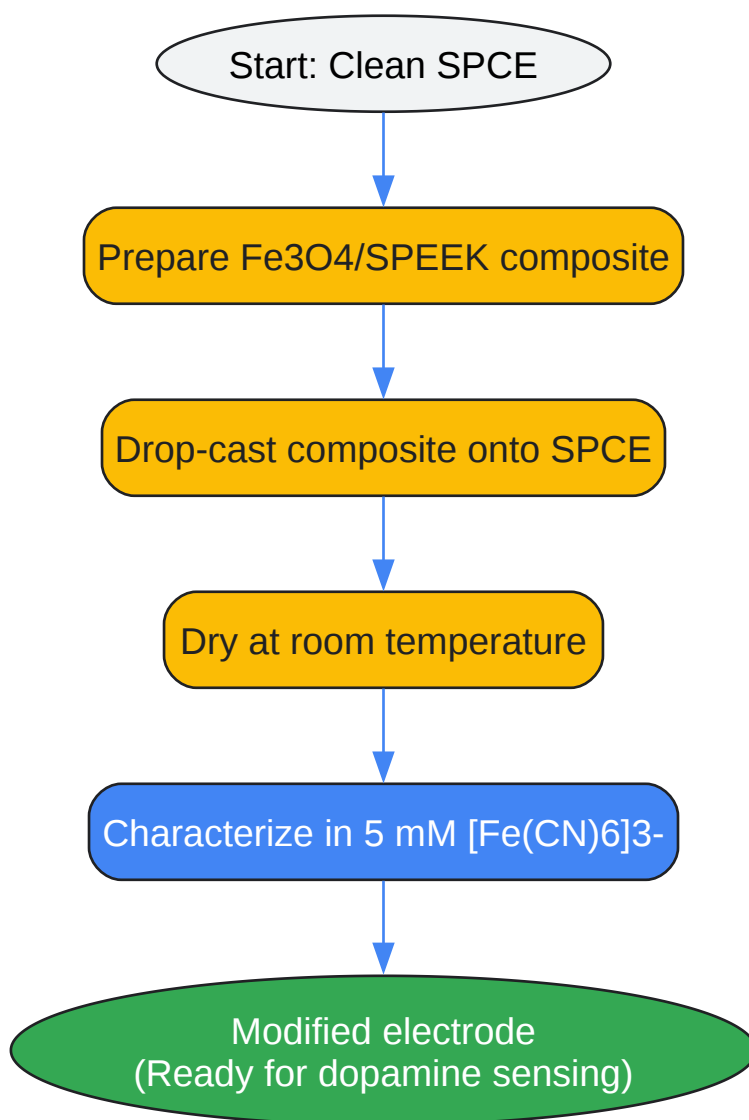 Start: Clean SPCE
Prepare Fe3O4/SPEEK composite
Drop-cast composite onto SPCE
Dry at room temperature
Characterize in 5 mM [Fe(CN)6]3-
Modified electrode
(Ready for dopamine sensing)